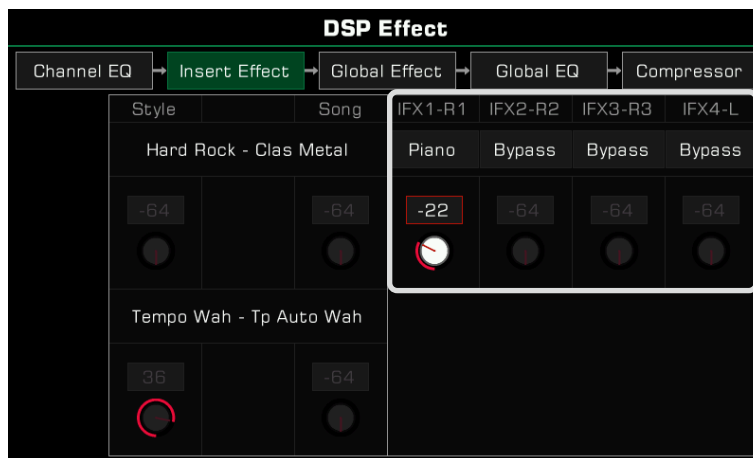 DSP Effect
Channel EQ Insert Effect Global Effect Global EQ Compressor
Style Song IFX1-R1 IFX2-R2 IFX3-R3 IFX4-L
Hard Rock - Clas Metal Piano Bypass Bypass Bypass
-64 -64 -22 -64 -64 -64
Tempo Wah - Tp Auto Wah
36 -64